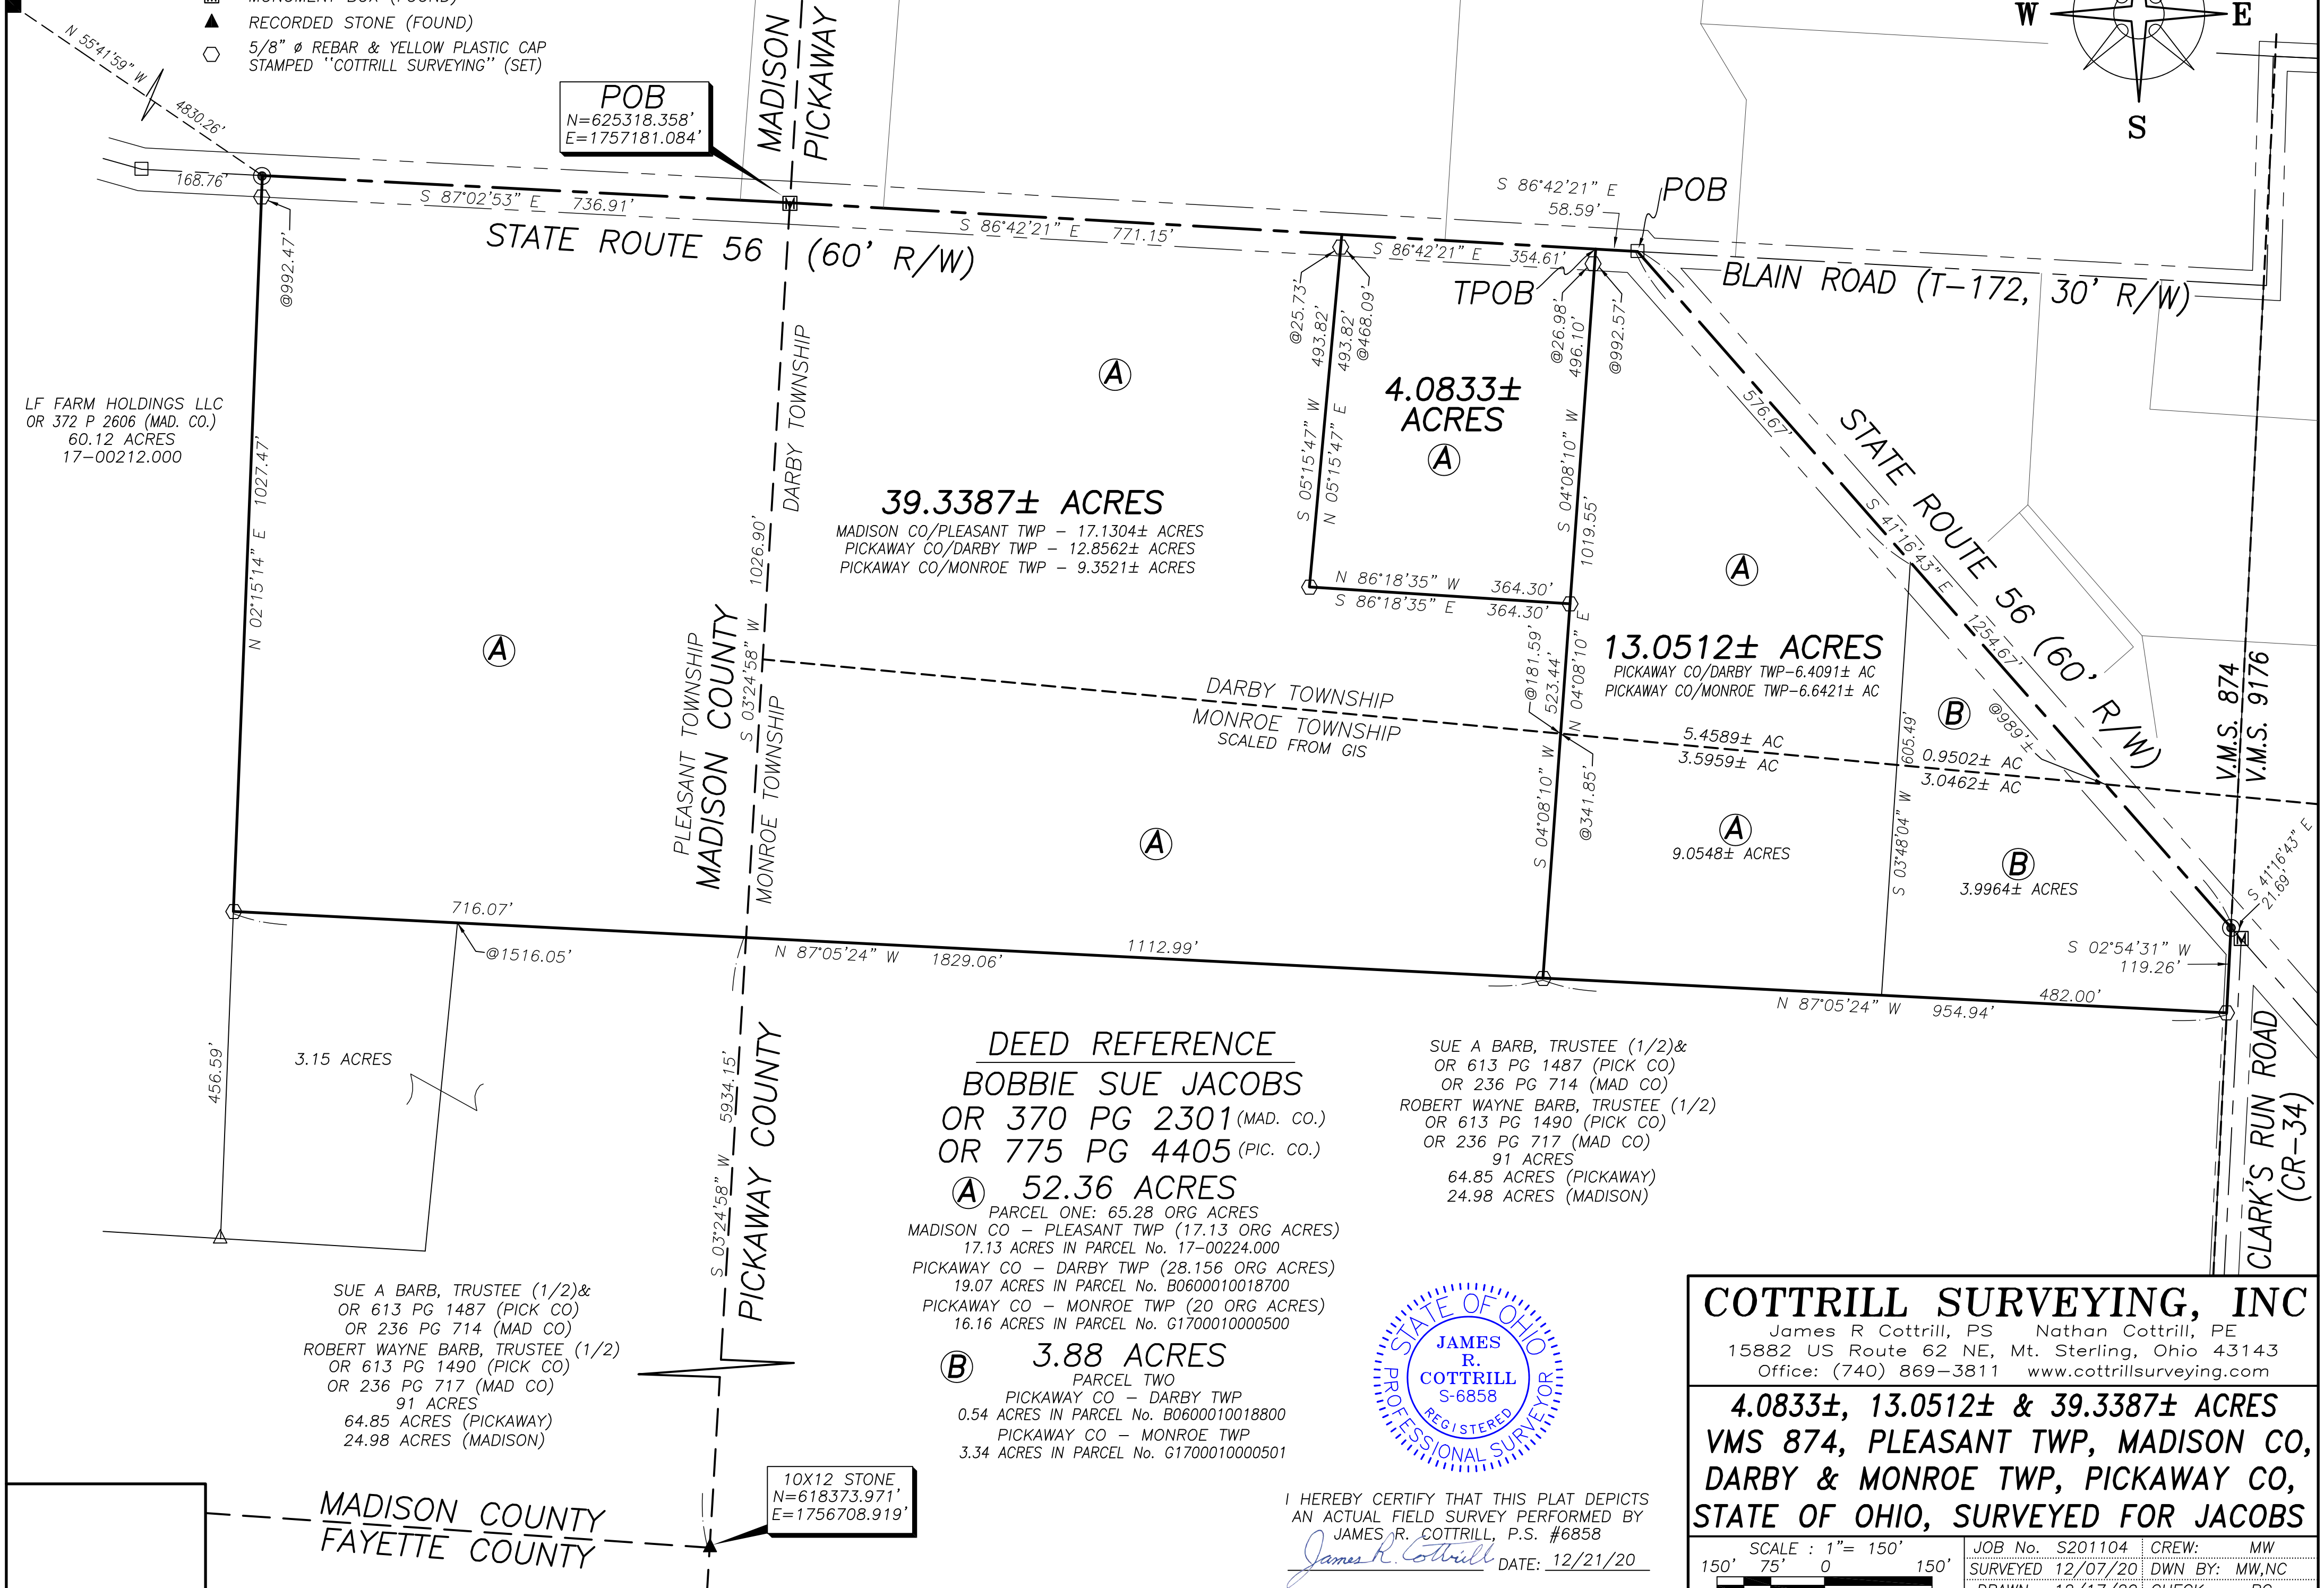 MONUMENT BOX (FOUND)
RECORDED STONE (FOUND)
5/8" ø REBAR & YELLOW PLASTIC CAP
STAMPED "COTTRILL SURVEYING" (SET)
N 55°41'59" W
4830.26'
168.76'
POB
N=625318.358'
E=1757181.084'
MADISON
PICKAWAY
W
E
S
S 87°02'53" E 736.91'
STATE ROUTE 56 (60' R/W)
S 86°42'21" E 771.15'
S 86°42'21" E 354.61'
S 86°42'21" E
58.59'
POB
TPOB
BLAIN ROAD (T-172, 30' R/W)
@992.47'
@25.73'
493.82'
493.82'
@468.09'
@26.98'
496.10'
@992.57'
LF FARM HOLDINGS LLC
OR 372 P 2606 (MAD. CO.)
60.12 ACRES
17-00212.000
N 02°15'14" E 1027.47'
DARBY TOWNSHIP
A
4.0833±
ACRES
A
S 05°15'47" W
N 05°15'47" E
S 04°08'10" W
1019.55'
576.67'
STATE ROUTE 56 (60' R/W)
S 41°16'43" E
1254.67'
39.3387± ACRES
MADISON CO/PLEASANT TWP - 17.1304± ACRES
PICKAWAY CO/DARBY TWP - 12.8562± ACRES
PICKAWAY CO/MONROE TWP - 9.3521± ACRES
S 03°24'58" W 1026.90'
A
N 86°18'35" W 364.30'
S 86°18'35" E 364.30'
A
13.0512± ACRES
PICKAWAY CO/DARBY TWP-6.4091± AC
PICKAWAY CO/MONROE TWP-6.6421± AC
PLEASANT TOWNSHIP
MADISON COUNTY
MONROE TOWNSHIP
DARBY TOWNSHIP
MONROE TOWNSHIP
SCALED FROM GIS
@181.59'
523.44'
N 04°08'10" E
S 04°08'10" W
@341.85'
5.4589± AC
3.5959± AC
605.49'
S 03°48'04" W
B
@989'±
0.9502± AC
3.0462± AC
V.M.S. 874
V.M.S. 9176
A
A
9.0548± ACRES
B
3.9964± ACRES
S 41°16'43" E
21.69'
S 02°54'31" W
119.26'
716.07'
@1516.05'
N 87°05'24" W 1829.06'
1112.99'
N 87°05'24" W 954.94'
482.00'
CLARK'S RUN ROAD
(CR-34)
456.59'
3.15 ACRES
S 03°24'58" W 5934.15'
PICKAWAY COUNTY
DEED REFERENCE
BOBBIE SUE JACOBS
OR 370 PG 2301 (MAD. CO.)
OR 775 PG 4405 (PIC. CO.)
A 52.36 ACRES
PARCEL ONE: 65.28 ORG ACRES
MADISON CO - PLEASANT TWP (17.13 ORG ACRES)
17.13 ACRES IN PARCEL No. 17-00224.000
PICKAWAY CO - DARBY TWP (28.156 ORG ACRES)
19.07 ACRES IN PARCEL No. B0600010018700
PICKAWAY CO - MONROE TWP (20 ORG ACRES)
16.16 ACRES IN PARCEL No. G1700010000500
B 3.88 ACRES
PARCEL TWO
PICKAWAY CO - DARBY TWP
0.54 ACRES IN PARCEL No. B0600010018800
PICKAWAY CO - MONROE TWP
3.34 ACRES IN PARCEL No. G1700010000501
SUE A BARB, TRUSTEE (1/2)&
OR 613 PG 1487 (PICK CO)
OR 236 PG 714 (MAD CO)
ROBERT WAYNE BARB, TRUSTEE (1/2)
OR 613 PG 1490 (PICK CO)
OR 236 PG 717 (MAD CO)
91 ACRES
64.85 ACRES (PICKAWAY)
24.98 ACRES (MADISON)
SUE A BARB, TRUSTEE (1/2)&
OR 613 PG 1487 (PICK CO)
OR 236 PG 714 (MAD CO)
ROBERT WAYNE BARB, TRUSTEE (1/2)
OR 613 PG 1490 (PICK CO)
OR 236 PG 717 (MAD CO)
91 ACRES
64.85 ACRES (PICKAWAY)
24.98 ACRES (MADISON)
MADISON COUNTY
FAYETTE COUNTY
10X12 STONE
N=618373.971'
E=1756708.919'
STATE OF OHIO
JAMES
R.
COTTRILL
S-6858
REGISTERED
PROFESSIONAL SURVEYOR
I HEREBY CERTIFY THAT THIS PLAT DEPICTS
AN ACTUAL FIELD SURVEY PERFORMED BY
JAMES R. COTTRILL, P.S. #6858
James R. Cottrill DATE: 12/21/20
COTTRILL SURVEYING, INC
James R Cottrill, PS Nathan Cottrill, PE
15882 US Route 62 NE, Mt. Sterling, Ohio 43143
Office: (740) 869-3811 www.cottrillsurveying.com
4.0833±, 13.0512± & 39.3387± ACRES
VMS 874, PLEASANT TWP, MADISON CO,
DARBY & MONROE TWP, PICKAWAY CO,
STATE OF OHIO, SURVEYED FOR JACOBS
SCALE : 1"= 150'
150' 75' 0 150'
JOB No. S201104 CREW: MW
SURVEYED 12/07/20 DWN BY: MW,NC